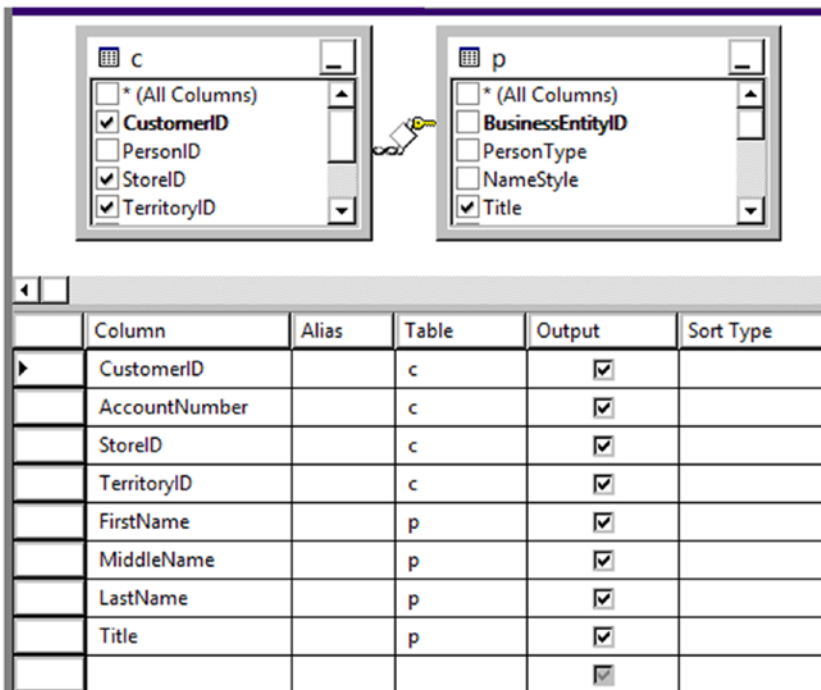 c
* (All Columns)
CustomerID
PersonID
StoreID
TerritoryID
p
* (All Columns)
BusinessEntityID
PersonType
NameStyle
Title
Column Alias Table Output Sort Type
CustomerID c
AccountNumber c
StoreID c
TerritoryID c
FirstName p
MiddleName p
LastName p
Title p